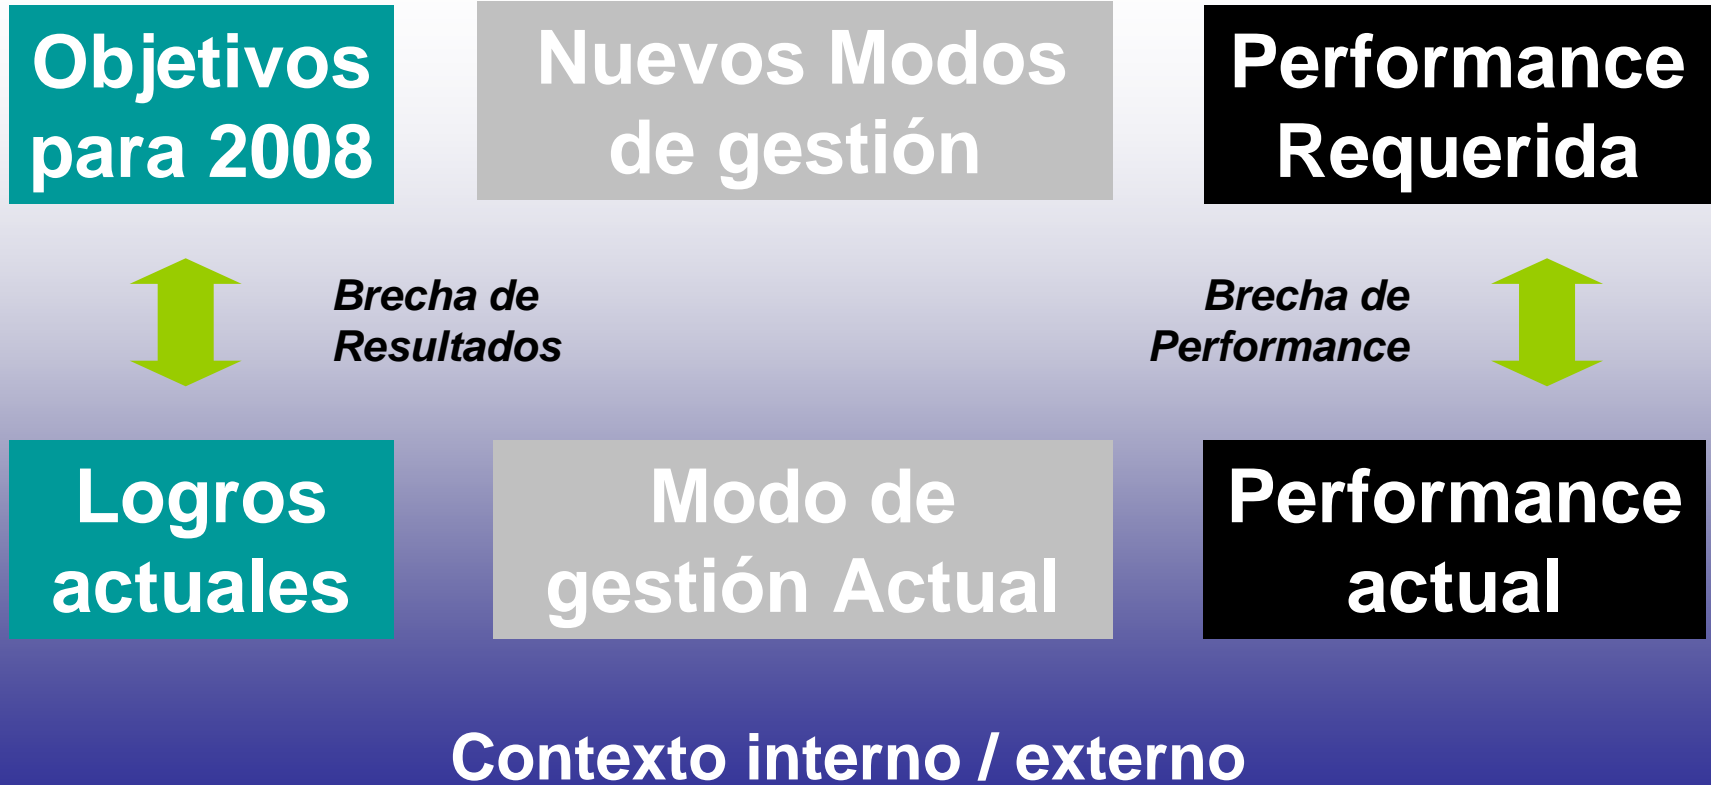 Objetivos
para 2008
Nuevos Modos
de gestión
Performance
Requerida
Brecha de
Resultados
Brecha de
Performance
Logros
actuales
Modo de
gestión Actual
Performance
actual
Contexto interno / externo